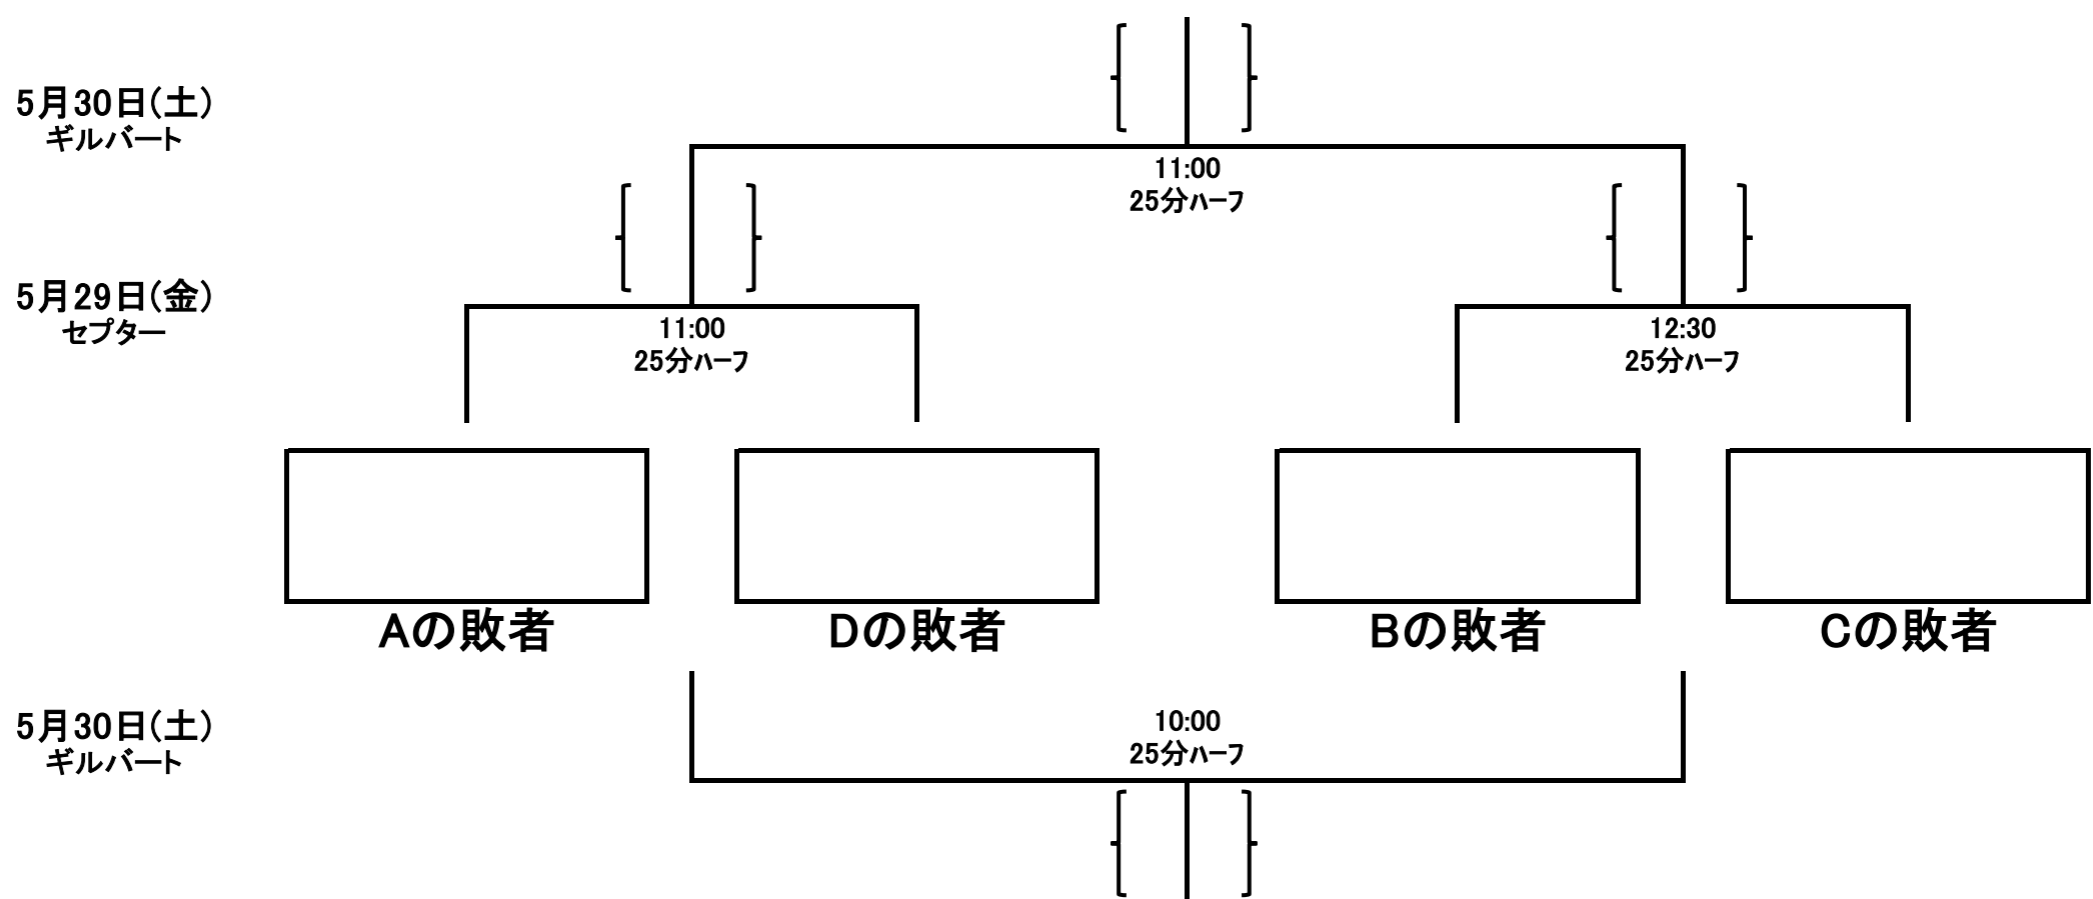 5月30日(土)
ギルバート
11:00
25分ハーフ
5月29日(金)
セプター
11:00
25分ハーフ
12:30
25分ハーフ
Aの敗者
Dの敗者
Bの敗者
Cの敗者
5月30日(土)
ギルバート
10:00
25分ハーフ